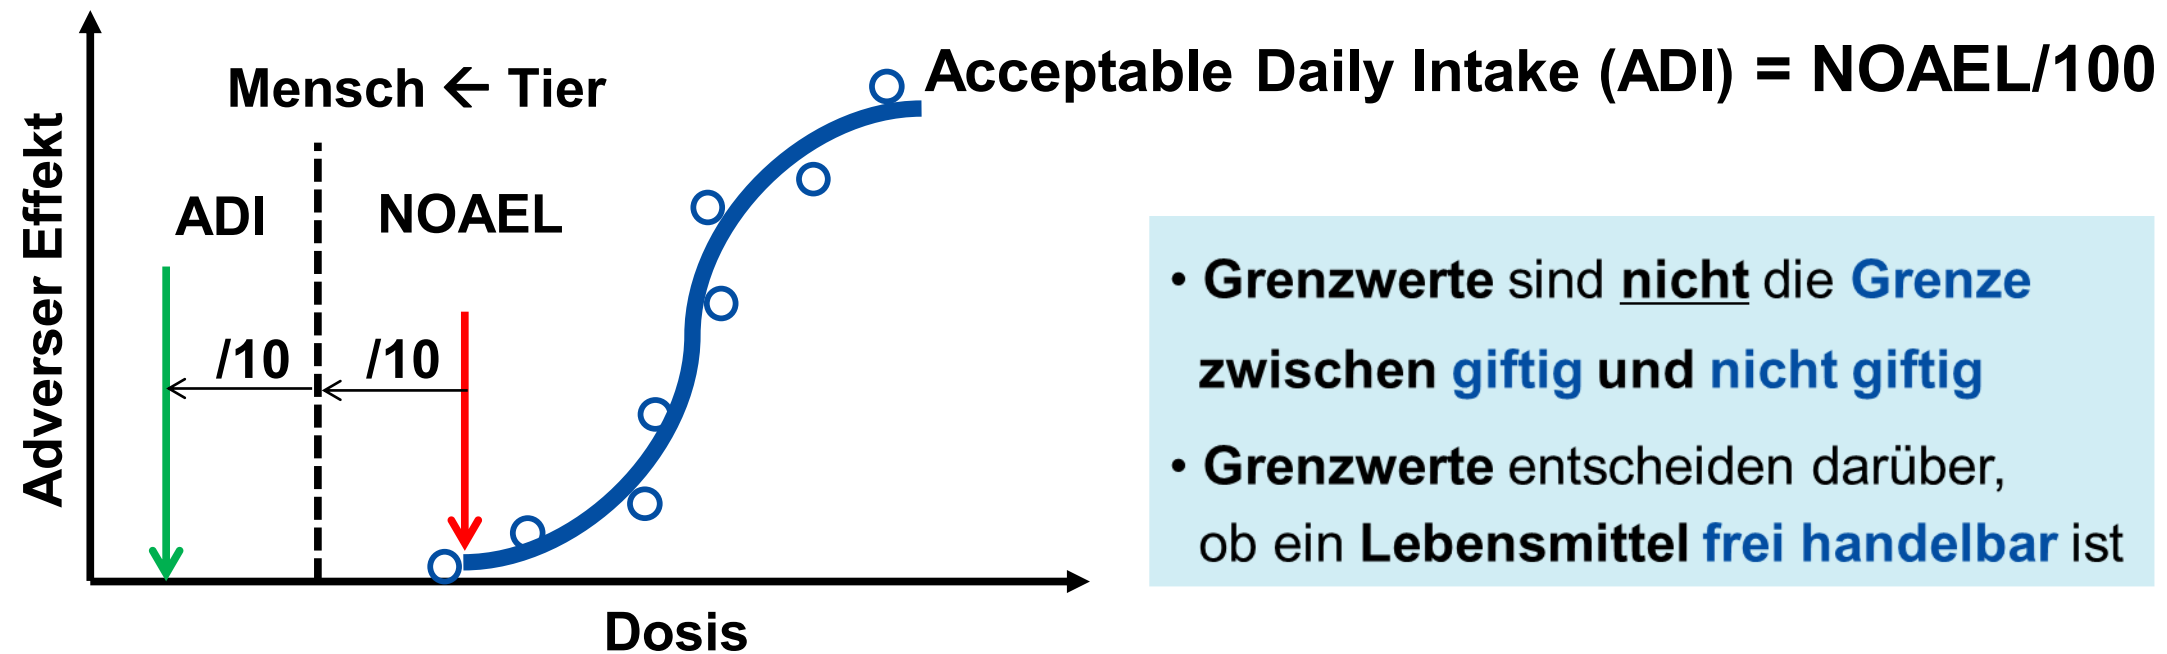 Acceptable Daily Intake (ADI) = NOAEL/100
Mensch ← Tier
ADI
NOAEL
/10
/10
Adverser Effekt
Dosis
• Grenzwerte sind nicht die Grenze
zwischen giftig und nicht giftig
• Grenzwerte entscheiden darüber,
ob ein Lebensmittel frei handelbar ist